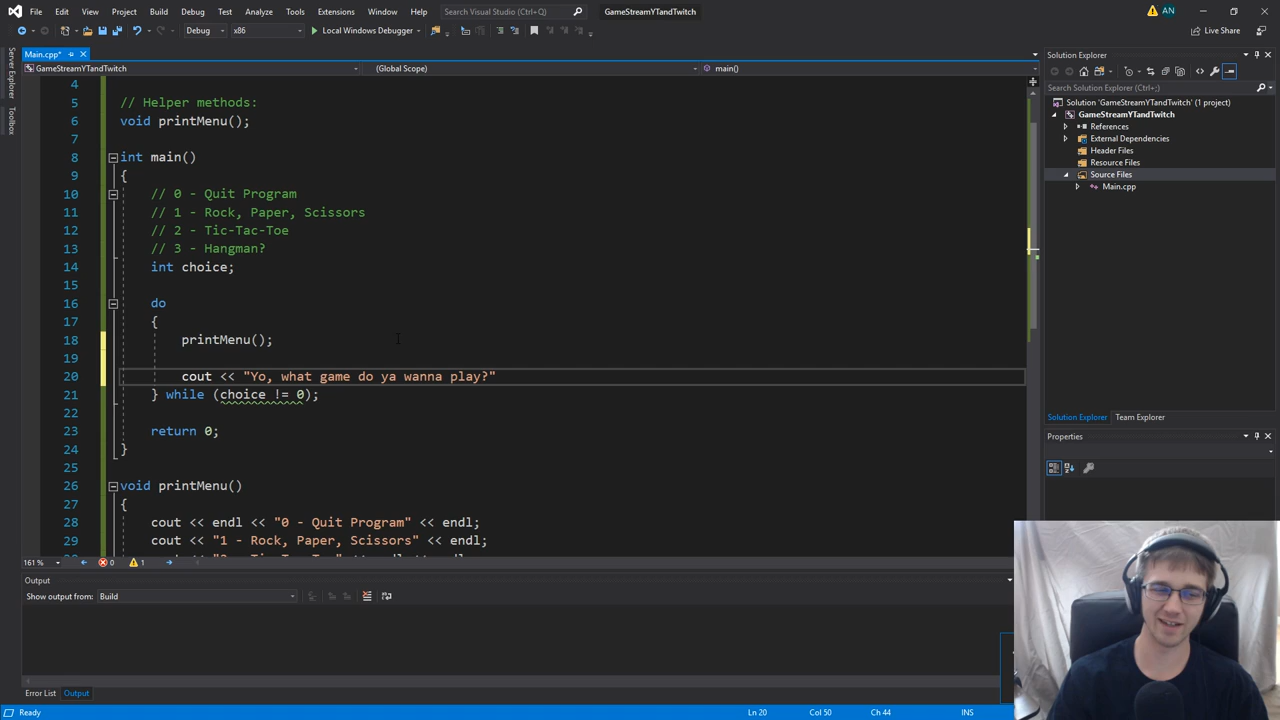 File Edit View Project Build Debug Test Analyze Tools Extensions Window Help Search Visual Studio GameStreamYTandTwitch AN
Debug x86 Local Windows Debugger Live Share
Server Explorer
Toolbox
Main.cpp*
GameStreamYTandTwitch (Global Scope) main()
4
5 // Helper methods:
6 void printMenu();
7
8 int main()
9 {
10 // 0 - Quit Program
11 // 1 - Rock, Paper, Scissors
12 // 2 - Tic-Tac-Toe
13 // 3 - Hangman?
14 int choice;
15
16 do
17 {
18 printMenu();
19
20 cout << "Yo, what game do ya wanna play?"
21 } while (choice != 0);
22
23 return 0;
24 }
25
26 void printMenu()
27 {
28 cout << endl << "0 - Quit Program" << endl;
29 cout << "1 - Rock, Paper, Scissors" << endl;
161 % 0 1
Output
Show output from: Build
Error List Output
Ready Ln 20 Col 50 Ch 44 INS
Solution Explorer
Search Solution Explorer (Ctrl+;)
Solution 'GameStreamYTandTwitch' (1 project)
GameStreamYTandTwitch
References
External Dependencies
Header Files
Resource Files
Source Files
Main.cpp
Solution Explorer Team Explorer
Properties